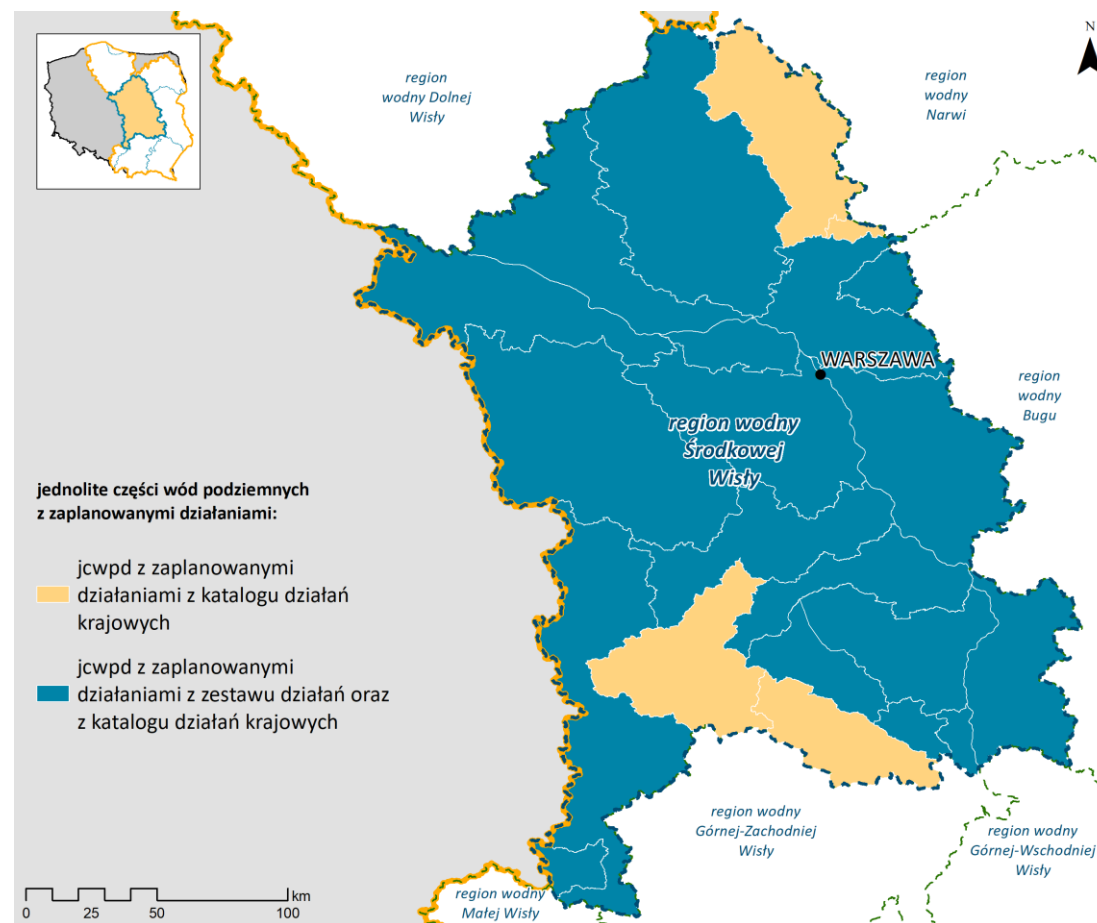 N
region
wodny Dolnej
Wisły
region
wodny
Narwi
WARSZAWA
region
wodny
Bugu
region wodny
Środkowej
Wisły
jednolite części wód podziemnych
z zaplanowanymi działaniami:
jcwpd z zaplanowanymi
działaniami z katalogu działań
krajowych
jcwpd z zaplanowanymi
działaniami z zestawu działań oraz
z katalogu działań krajowych
region wodny
Górnej-Zachodniej
Wisły
region wodny
Górnej-Wschodniej
Wisły
region wodny
Małej Wisły
km
0 25 50 100